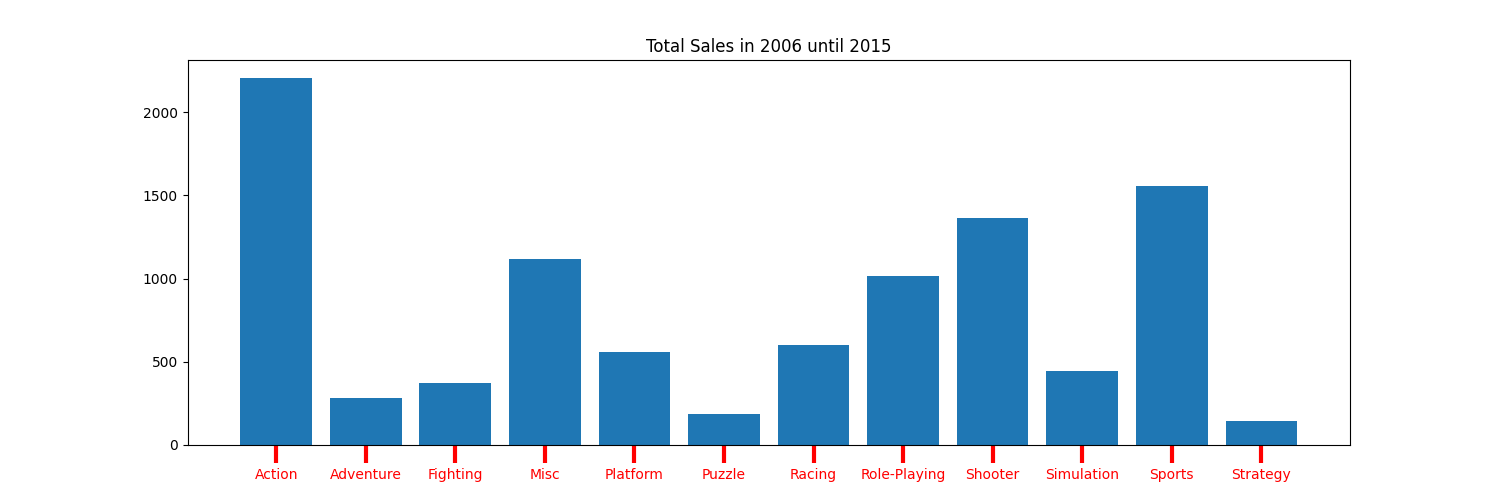 Total Sales in 2006 until 2015
2000
1500
1000
500
0
Action Adventure Fighting Misc Platform Puzzle Racing Role-Playing Shooter Simulation Sports Strategy